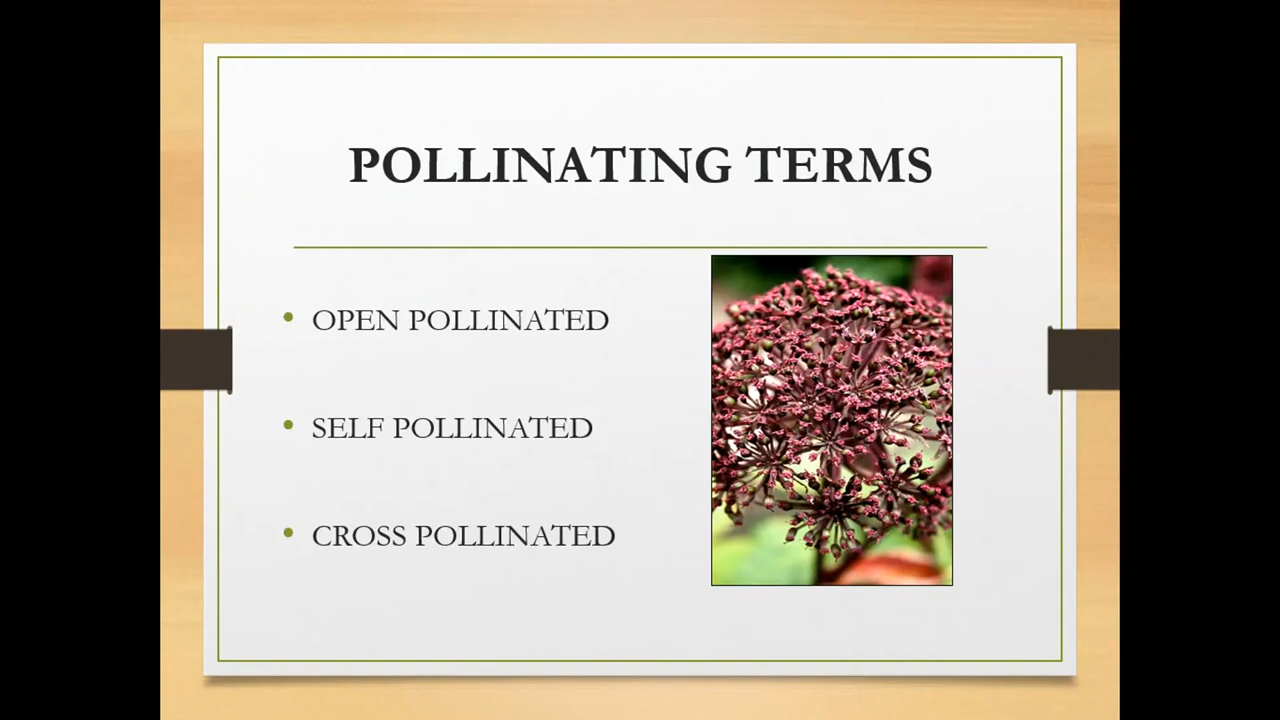 POLLINATING TERMS
• OPEN POLLINATED
• SELF POLLINATED
• CROSS POLLINATED